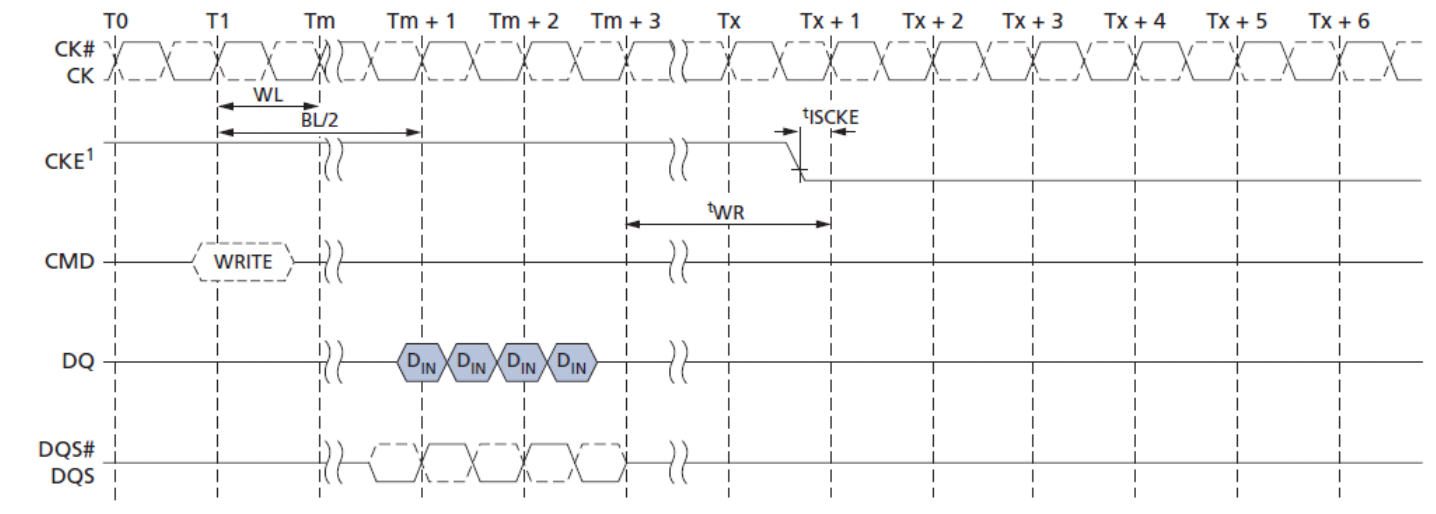 T0 T1 Tm Tm + 1 Tm + 2 Tm + 3 Tx Tx + 1 Tx + 2 Tx + 3 Tx + 4 Tx + 5 Tx + 6
CK#
CK
WL
BL/2
tISCKE
CKE1
tWR
CMD WRITE
DQ DIN DIN DIN DIN
DQS#
DQS